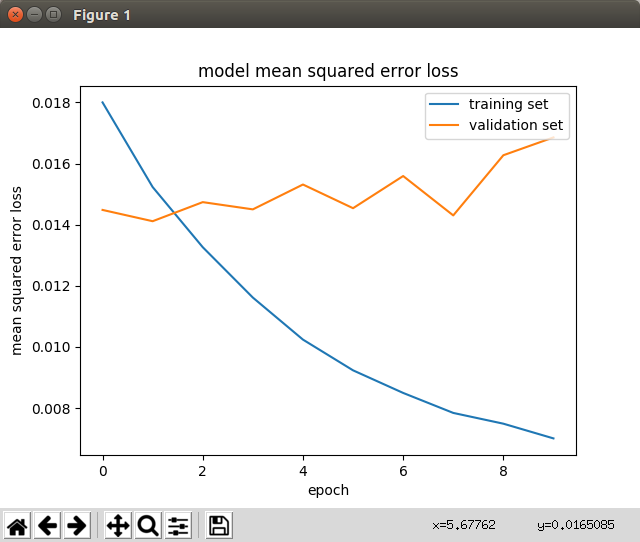 Figure 1
model mean squared error loss
training set
validation set
mean squared error loss
0.018
0.016
0.014
0.012
0.010
0.008
0 2 4 6 8
epoch
x=5.67762 y=0.0165085